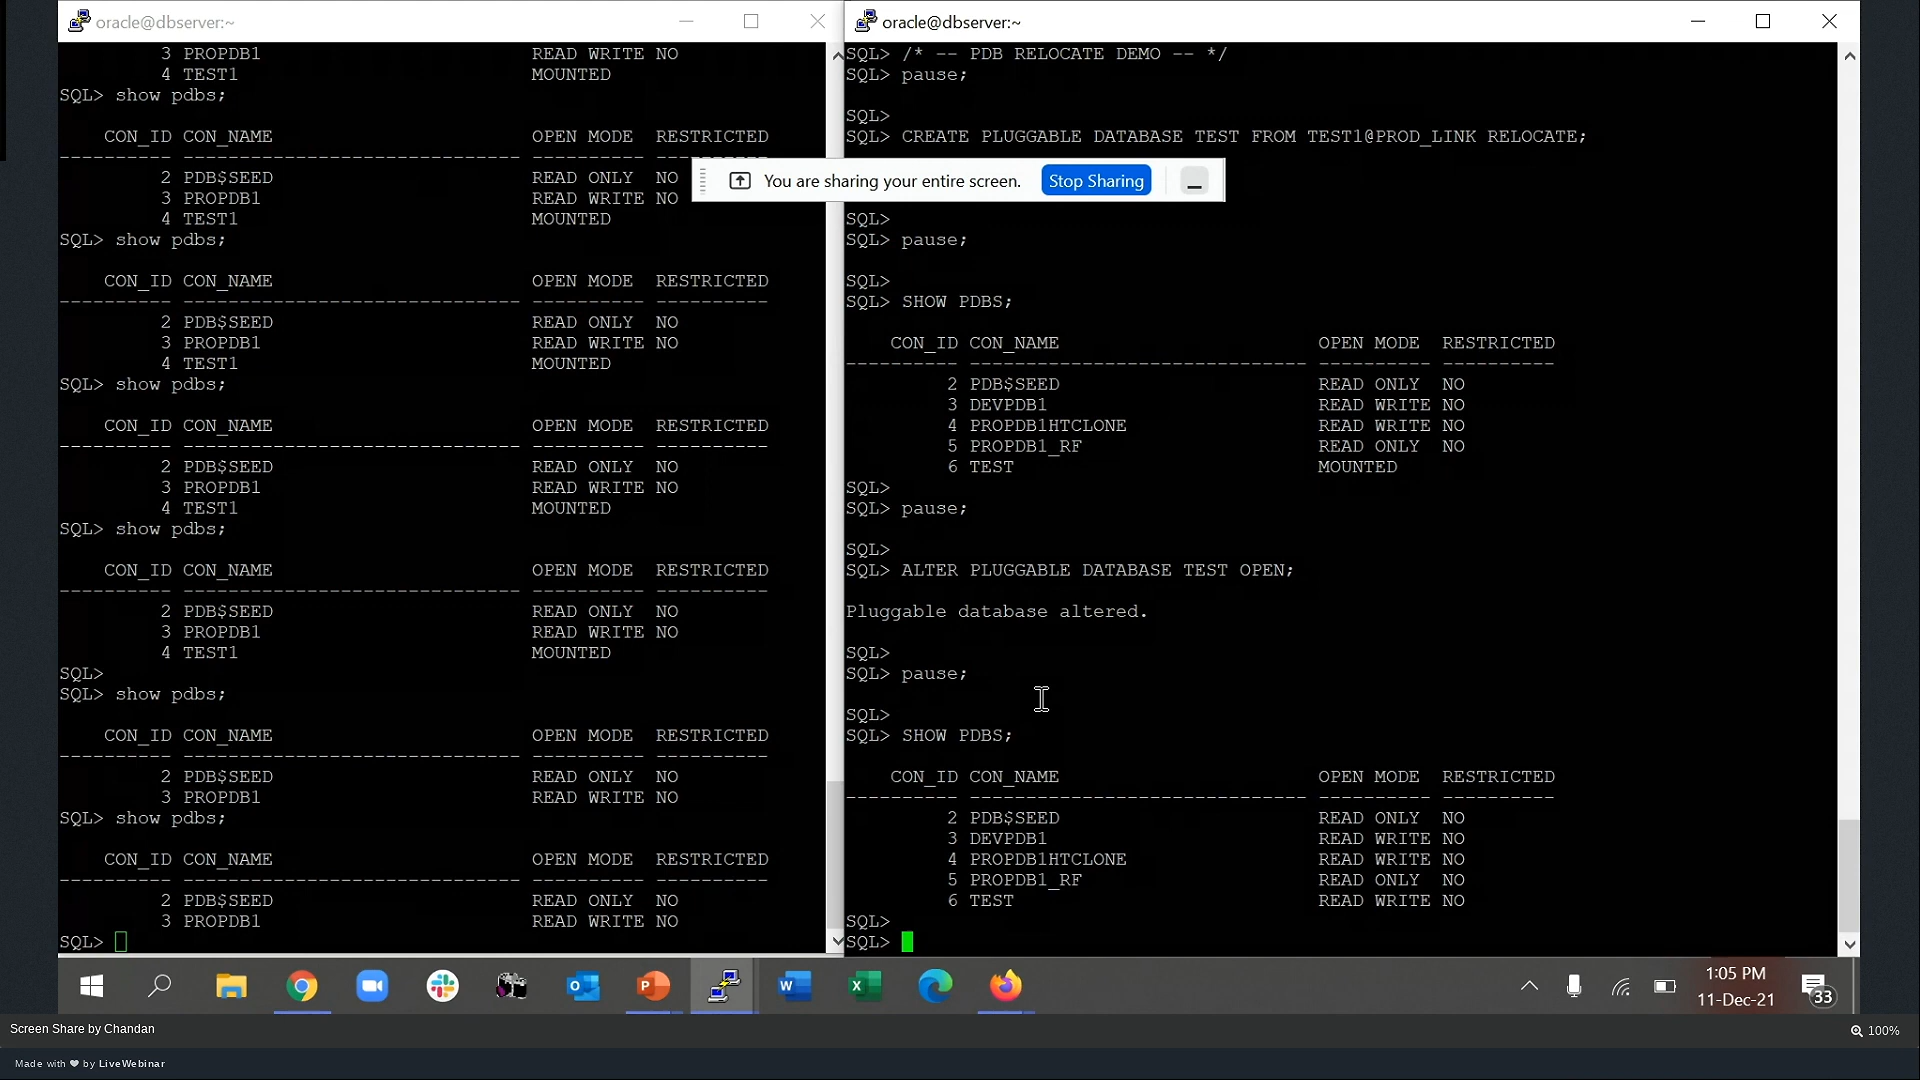 oracle@dbserver:~
3 PROPDB1 READ WRITE NO
4 TEST1 MOUNTED
SQL> show pdbs;
CON_ID CON_NAME OPEN MODE RESTRICTED
---------- ------------------------------ ---------- ----------
2 PDB$SEED READ ONLY NO
3 PROPDB1 READ WRITE NO
4 TEST1 MOUNTED
SQL> show pdbs;
CON_ID CON_NAME OPEN MODE RESTRICTED
---------- ------------------------------ ---------- ----------
2 PDB$SEED READ ONLY NO
3 PROPDB1 READ WRITE NO
4 TEST1 MOUNTED
SQL> show pdbs;
CON_ID CON_NAME OPEN MODE RESTRICTED
---------- ------------------------------ ---------- ----------
2 PDB$SEED READ ONLY NO
3 PROPDB1 READ WRITE NO
4 TEST1 MOUNTED
SQL> show pdbs;
CON_ID CON_NAME OPEN MODE RESTRICTED
---------- ------------------------------ ---------- ----------
2 PDB$SEED READ ONLY NO
3 PROPDB1 READ WRITE NO
4 TEST1 MOUNTED
SQL>
SQL> show pdbs;
CON_ID CON_NAME OPEN MODE RESTRICTED
---------- ------------------------------ ---------- ----------
2 PDB$SEED READ ONLY NO
3 PROPDB1 READ WRITE NO
SQL> show pdbs;
CON_ID CON_NAME OPEN MODE RESTRICTED
---------- ------------------------------ ---------- ----------
2 PDB$SEED READ ONLY NO
3 PROPDB1 READ WRITE NO
SQL>
oracle@dbserver:~
SQL> /* -- PDB RELOCATE DEMO -- */
SQL> pause;
SQL>
SQL> CREATE PLUGGABLE DATABASE TEST FROM TEST1@PROD_LINK RELOCATE;
You are sharing your entire screen. Stop Sharing
SQL>
SQL> pause;
SQL>
SQL> SHOW PDBS;
CON_ID CON_NAME OPEN MODE RESTRICTED
---------- ------------------------------ ---------- ----------
2 PDB$SEED READ ONLY NO
3 DEVPDB1 READ WRITE NO
4 PROPDB1HTCLONE READ WRITE NO
5 PROPDB1_RF READ ONLY NO
6 TEST MOUNTED
SQL>
SQL> pause;
SQL>
SQL> ALTER PLUGGABLE DATABASE TEST OPEN;
Pluggable database altered.
SQL>
SQL> pause;
SQL>
SQL> SHOW PDBS;
CON_ID CON_NAME OPEN MODE RESTRICTED
---------- ------------------------------ ---------- ----------
2 PDB$SEED READ ONLY NO
3 DEVPDB1 READ WRITE NO
4 PROPDB1HTCLONE READ WRITE NO
5 PROPDB1_RF READ ONLY NO
6 TEST READ WRITE NO
SQL>
SQL>
1:05 PM
11-Dec-21
33
Screen Share by Chandan
100%
Made with ❤ by LiveWebinar